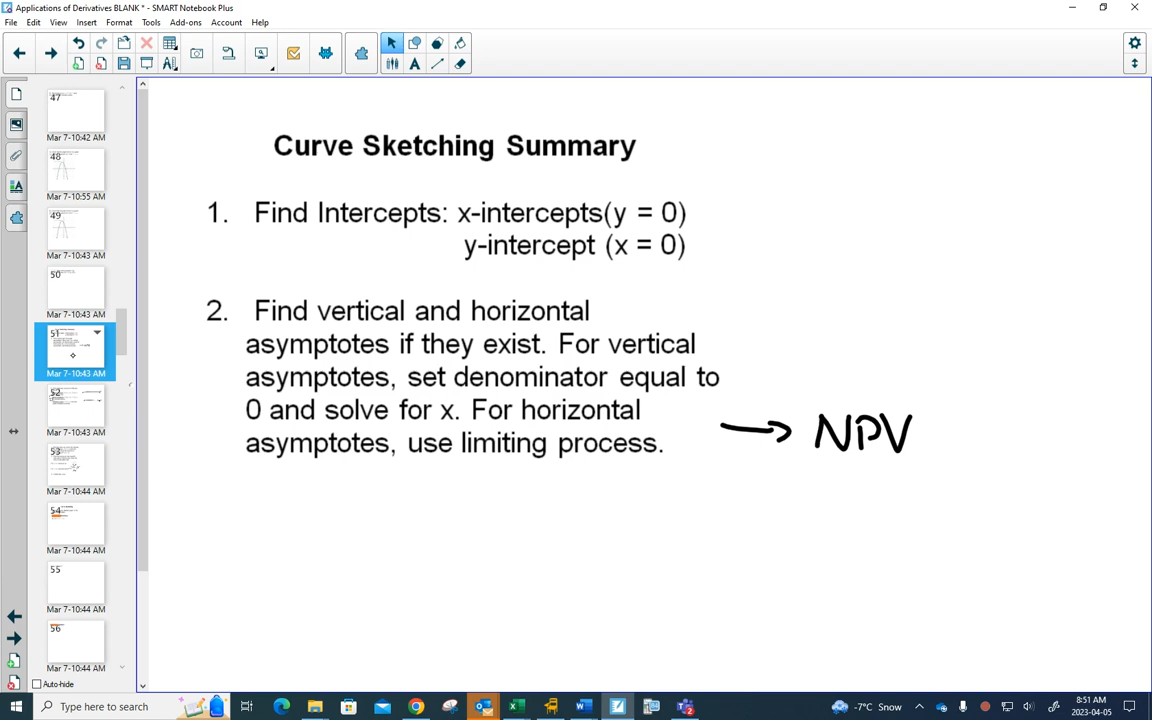 Applications of Derivatives BLANK * - SMART Notebook Plus
File Edit View Insert Format Tools Add-ons Account Help
47
Mar 7-10:42 AM
48
Mar 7-10:55 AM
49
Mar 7-10:43 AM
50
Mar 7-10:43 AM
51
Mar 7-10:43 AM
52
Mar 7-10:43 AM
53
Mar 7-10:44 AM
54
Mar 7-10:44 AM
55
Mar 7-10:44 AM
56
Mar 7-10:44 AM
Auto-hide
Curve Sketching Summary
1. Find Intercepts: x-intercepts(y = 0)
y-intercept (x = 0)
2. Find vertical and horizontal
asymptotes if they exist. For vertical
asymptotes, set denominator equal to
0 and solve for x. For horizontal
asymptotes, use limiting process.
→ NPV
Type here to search
-7°C Snow
8:51 AM
2023-04-05